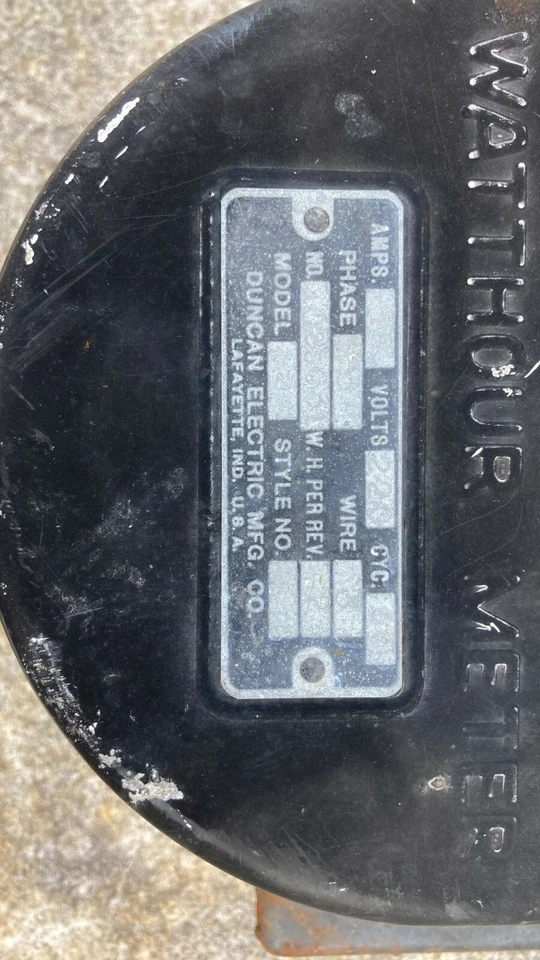 WATTHOUR METER
AMPS. VOLTS 220 CYC.
PHASE WIRE
NO. W.H. PER REV.
MODEL STYLE NO.
DUNCAN ELECTRIC MFG. CO.
LAFAYETTE, IND. U.S.A.